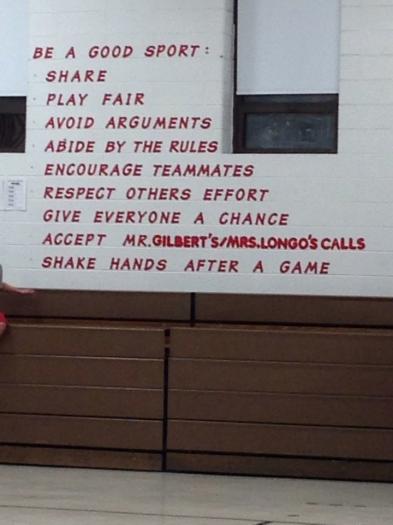 BE A GOOD SPORT:
SHARE
PLAY FAIR
AVOID ARGUMENTS
ABIDE BY THE RULES
ENCOURAGE TEAMMATES
RESPECT OTHERS EFFORT
GIVE EVERYONE A CHANCE
ACCEPT MR.GILBERT'S/MRS.LONGO'S CALLS
SHAKE HANDS AFTER A GAME